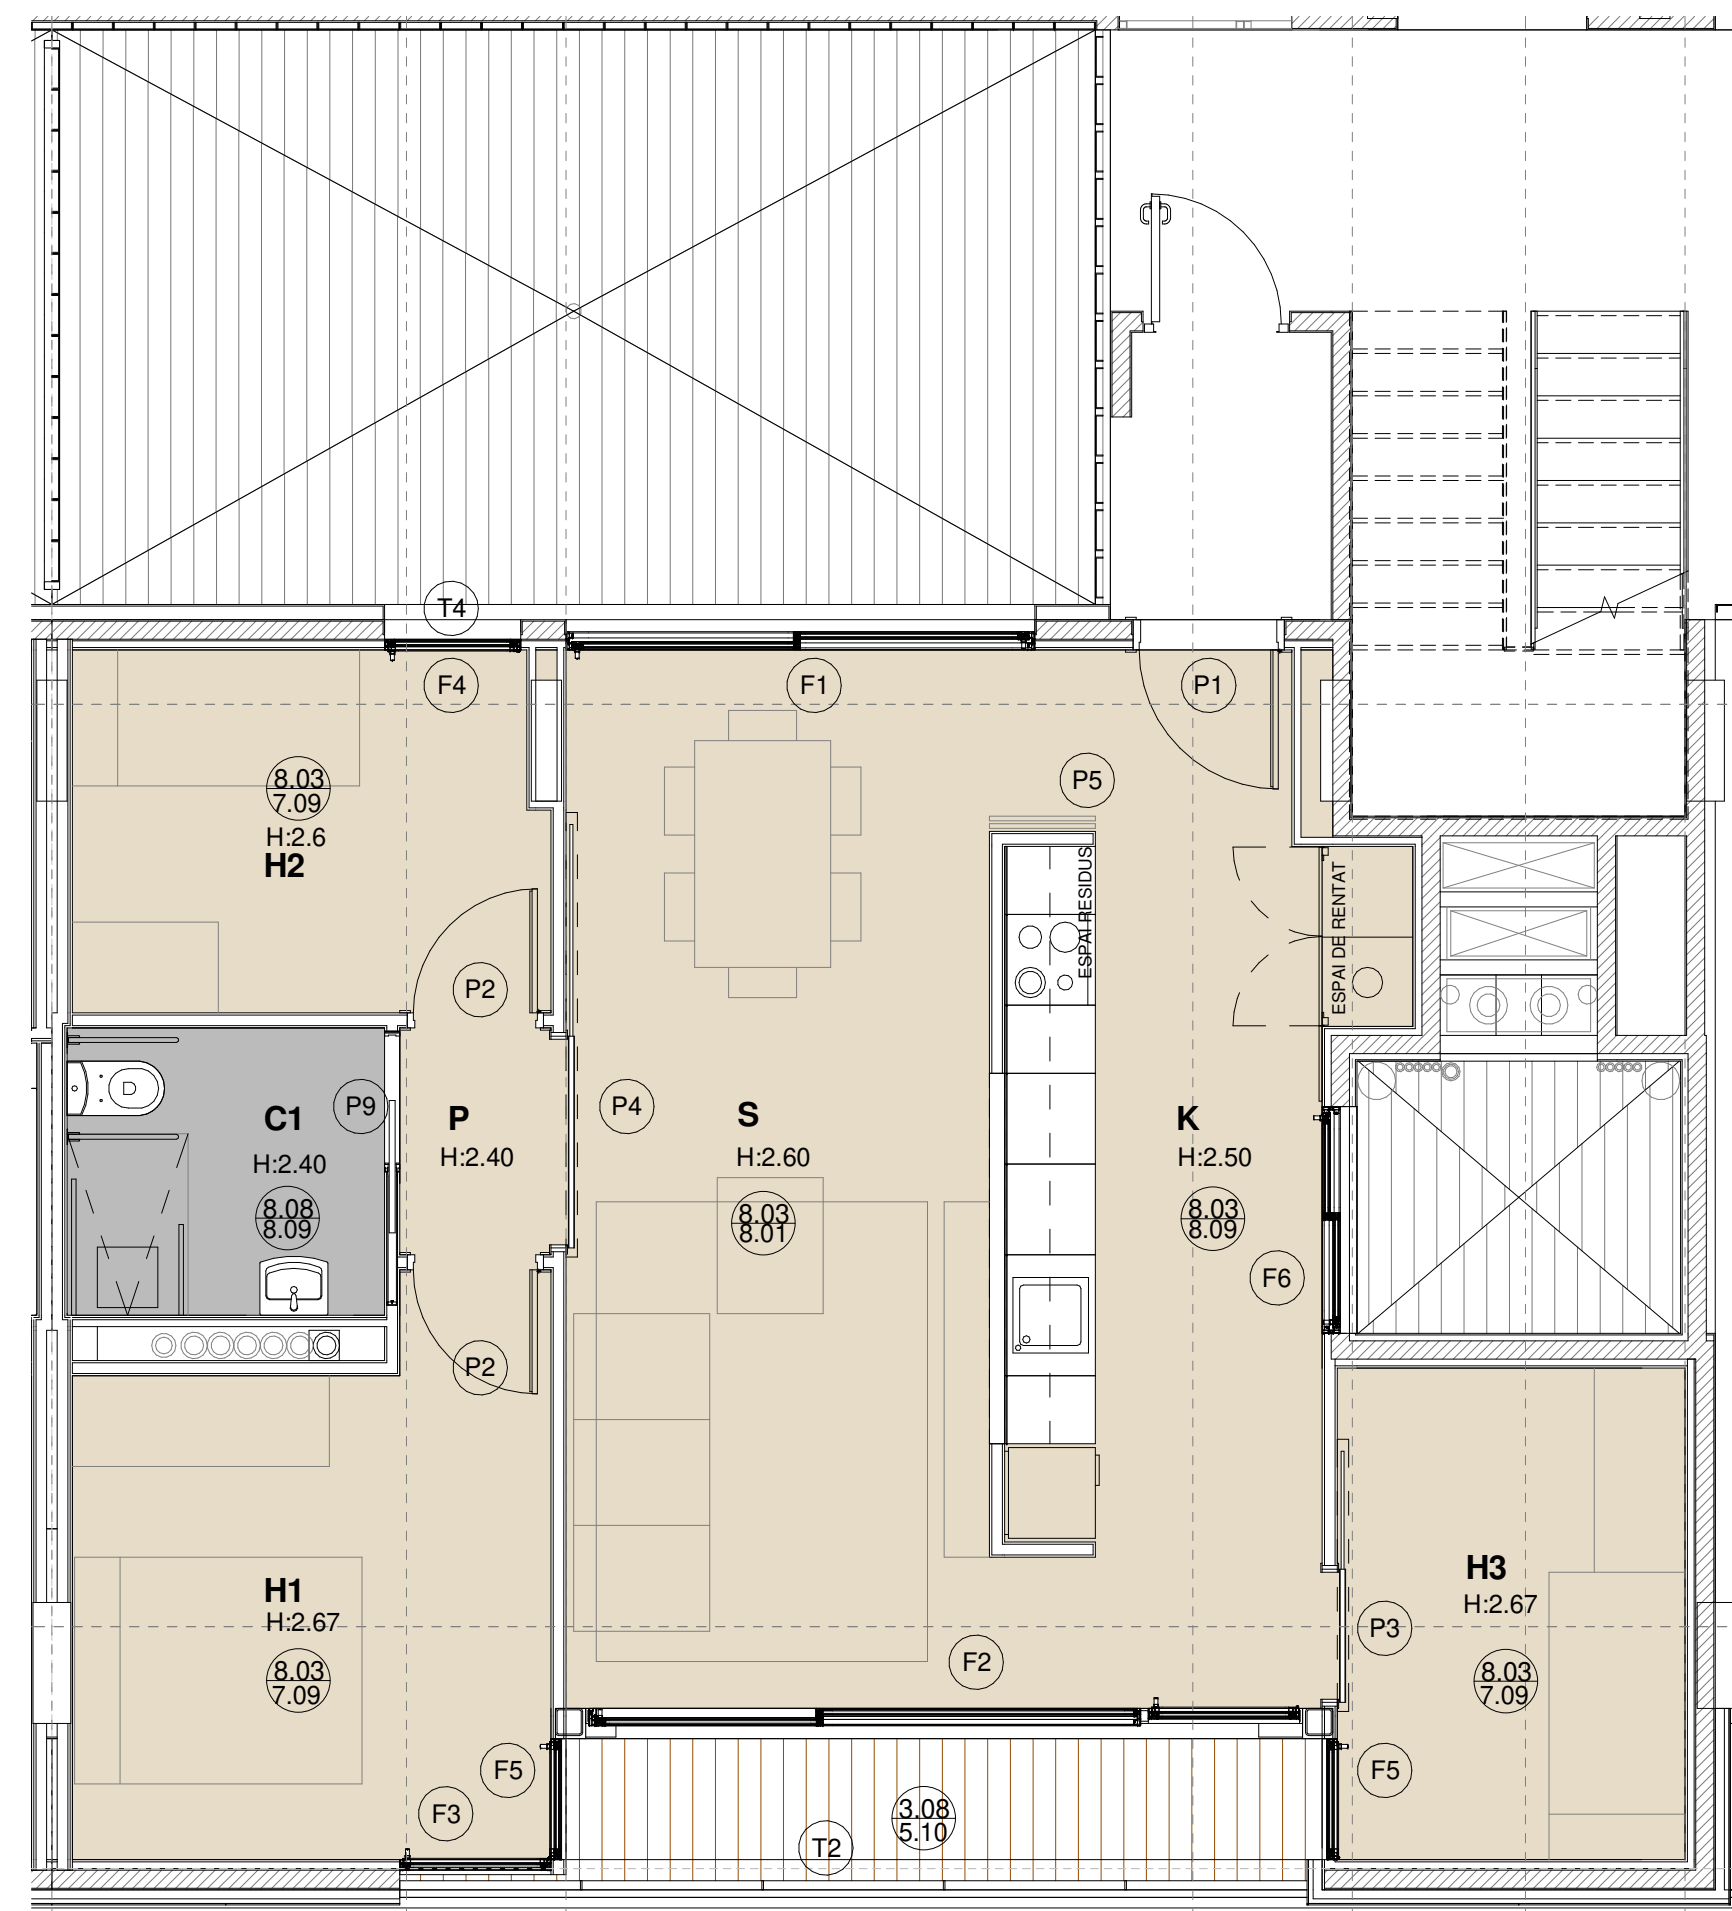 T4
F4
F1
P1
8.03
7.09
H:2.6
H2
P5
ESPAI RESIDUS
ESPAI DE RENTAT
P2
C1
P9
H:2.40
8.08
8.09
P
H:2.40
P4
S
H:2.60
8.03
8.01
K
H:2.50
8.03
8.09
F6
P2
H1
H:2.67
8.03
7.09
H3
H:2.67
P3
8.03
7.09
F2
F5
F3
F5
3.08
5.10
T2